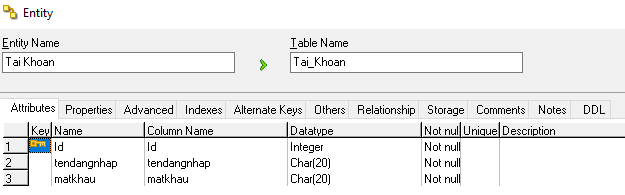 Entity
Entity Name Table Name
Tai Khoan Tai_Khoan
Attributes Properties Advanced Indexes Alternate Keys Others Relationship Storage Comments Notes DDL
Key Name Column Name Datatype Not nul Unique Description
1 Id Id Integer Not null
2 tendangnhap tendangnhap Char(20) Not null
3 matkhau matkhau Char(20) Not null